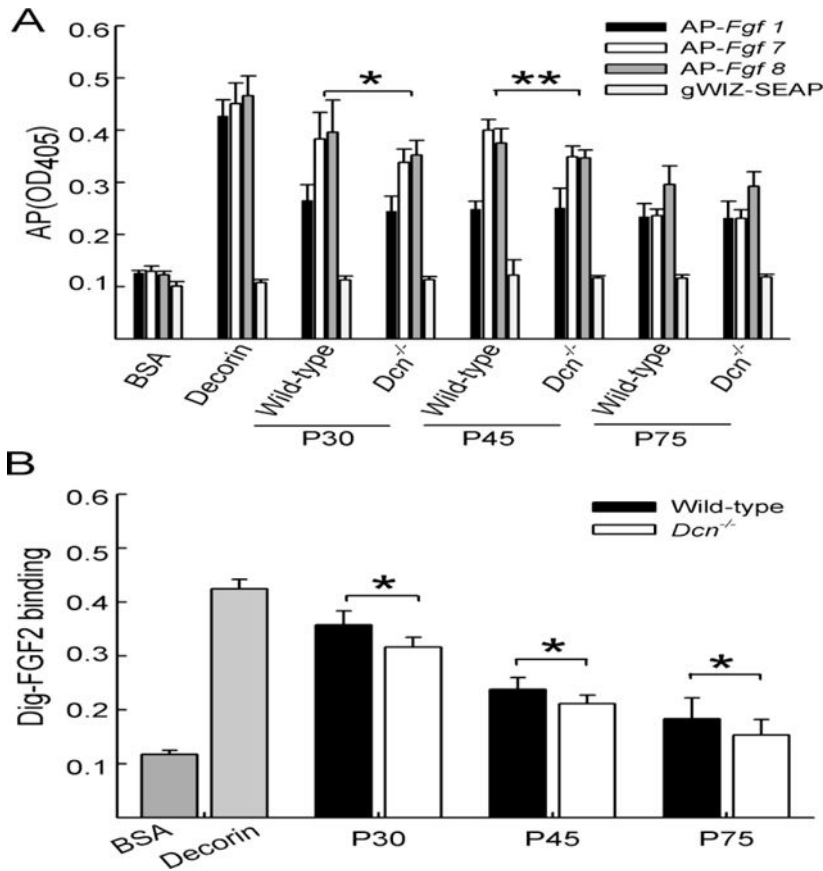 A
AP-Fgf 1
AP-Fgf 7
AP-Fgf 8
gWIZ-SEAP
* **
0.6
0.5
0.4
0.3
0.2
0.1
AP(OD405)
BSA Decorin Wild-type Dcn-/- Wild-type Dcn-/- Wild-type Dcn-/-
P30 P45 P75
B
Wild-type
Dcn-/-
* * *
0.6
0.5
0.4
0.3
0.2
0.1
Dig-FGF2 binding
BSA Decorin P30 P45 P75